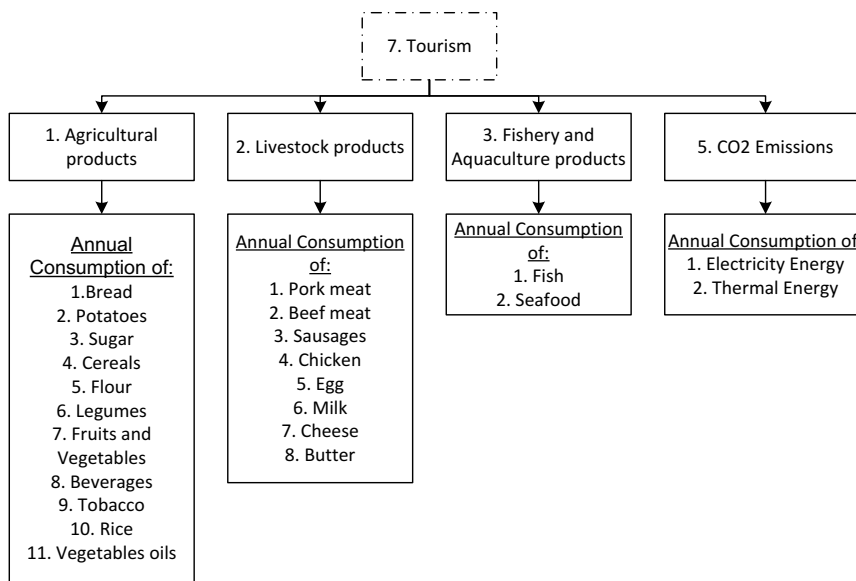 7. Tourism
1. Agricultural
products
2. Livestock products
3. Fishery and
Aquaculture products
5. CO2 Emissions
Annual
Consumption of:
1.Bread
2. Potatoes
3. Sugar
4. Cereals
5. Flour
6. Legumes
7. Fruits and
Vegetables
8. Beverages
9. Tobacco
10. Rice
11. Vegetables oils
Annual Consumption
of:
1. Pork meat
2. Beef meat
3. Sausages
4. Chicken
5. Egg
6. Milk
7. Cheese
8. Butter
Annual Consumption
of:
1. Fish
2. Seafood
Annual Consumption of:
1. Electricity Energy
2. Thermal Energy